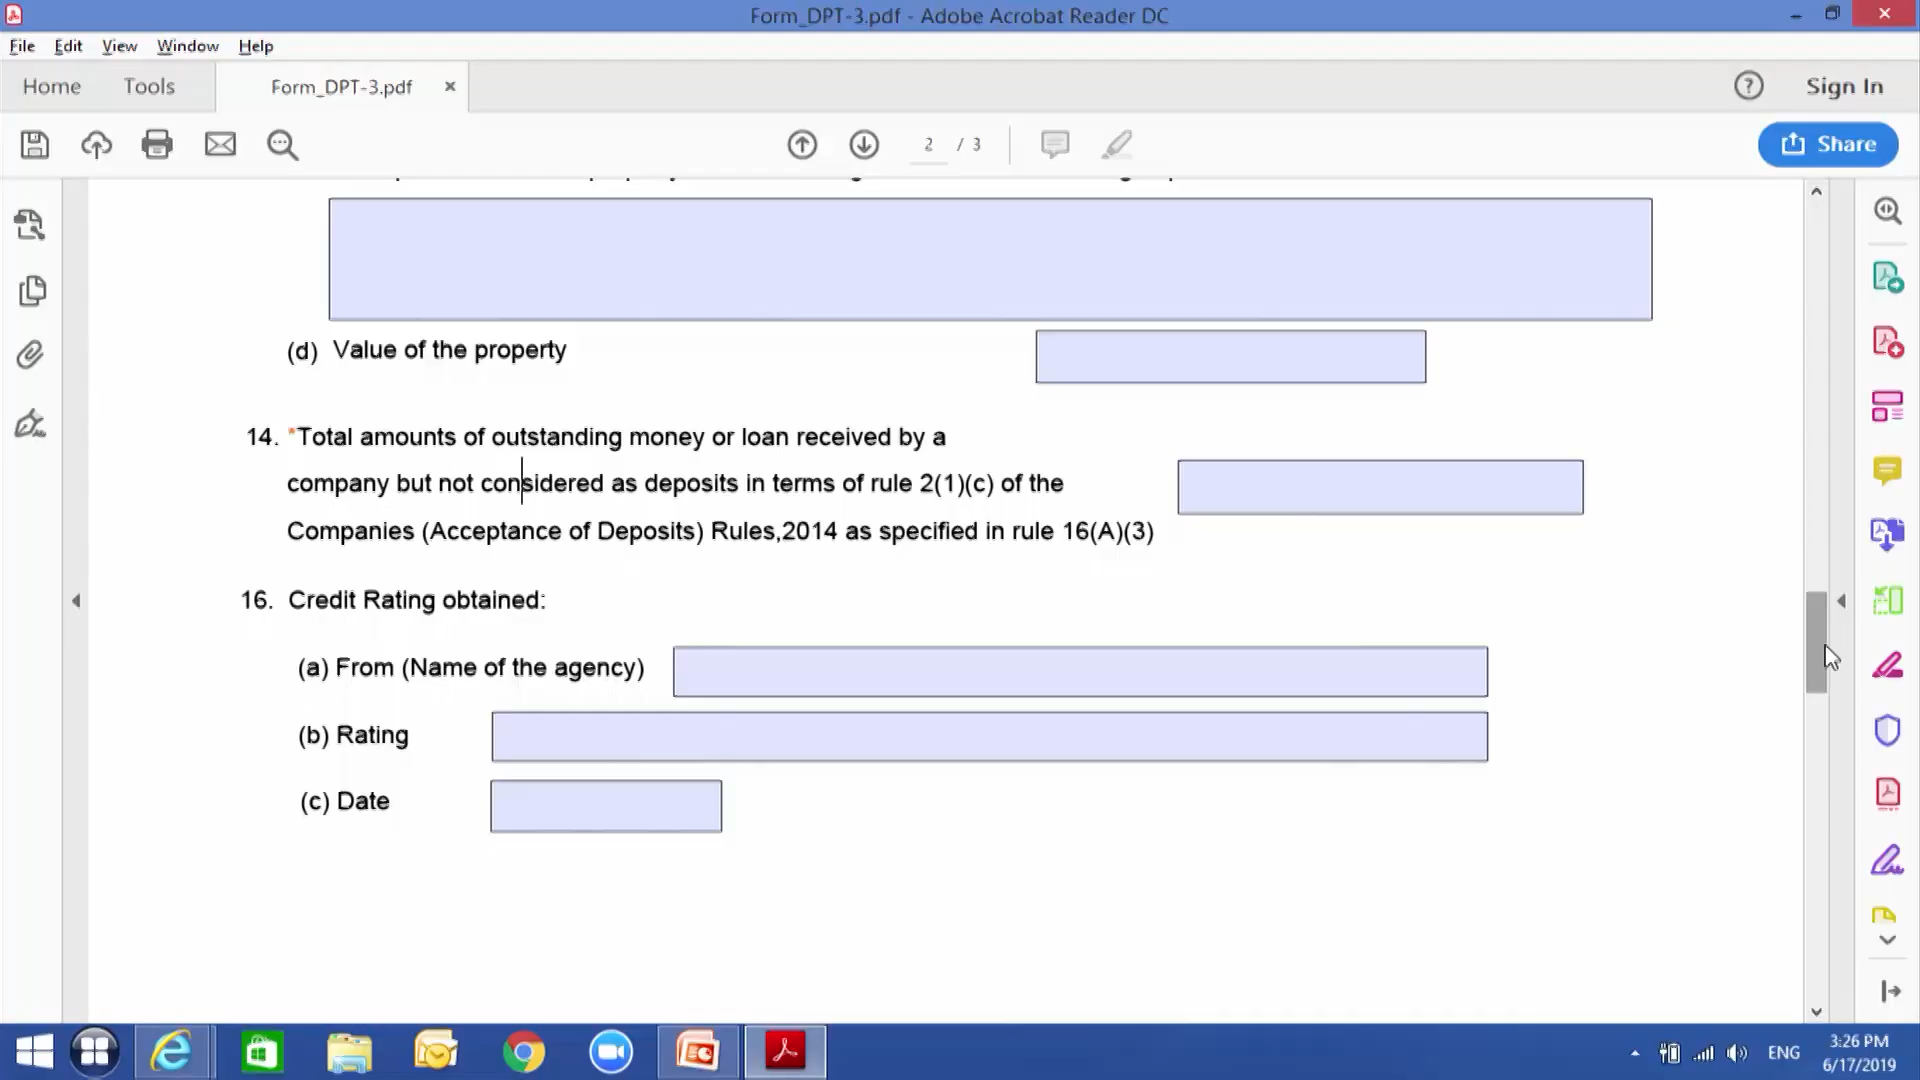 Form_DPT-3.pdf - Adobe Acrobat Reader DC
File Edit View Window Help
Home Tools Form_DPT-3.pdf × ? Sign In
2 / 3 Share
(d) Value of the property
14. *Total amounts of outstanding money or loan received by a
company but not considered as deposits in terms of rule 2(1)(c) of the
Companies (Acceptance of Deposits) Rules,2014 as specified in rule 16(A)(3)
16. Credit Rating obtained:
(a) From (Name of the agency)
(b) Rating
(c) Date
ENG
3:26 PM
6/17/2019